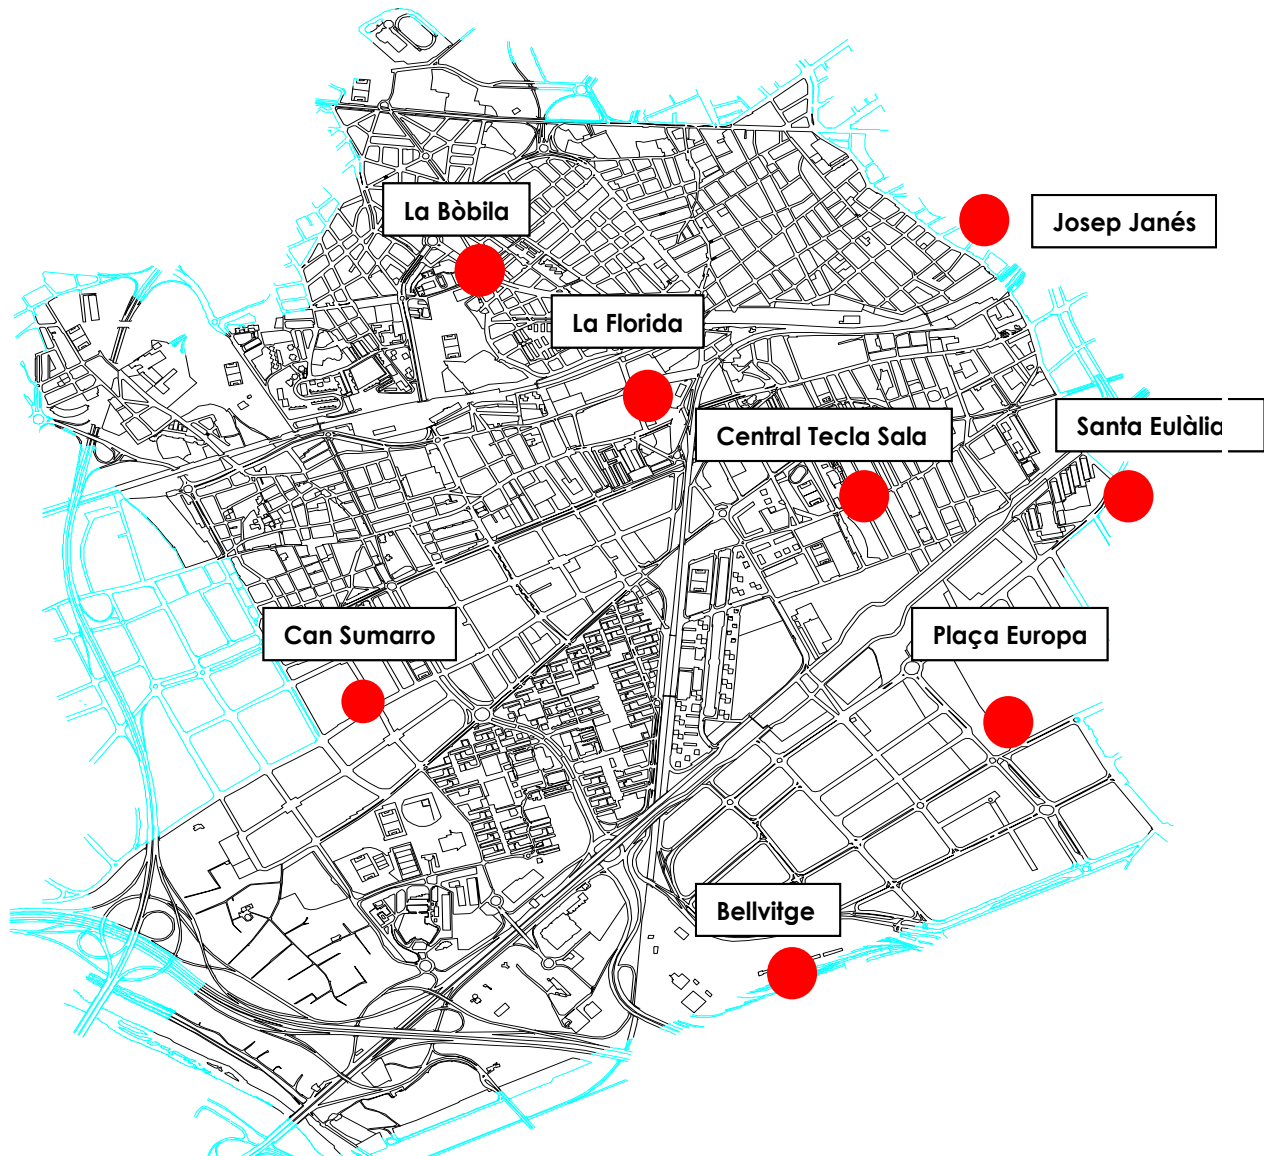 La Bòbila
Josep Janés
La Florida
Central Tecla Sala
Santa Eulàlia
Can Sumarro
Plaça Europa
Bellvitge